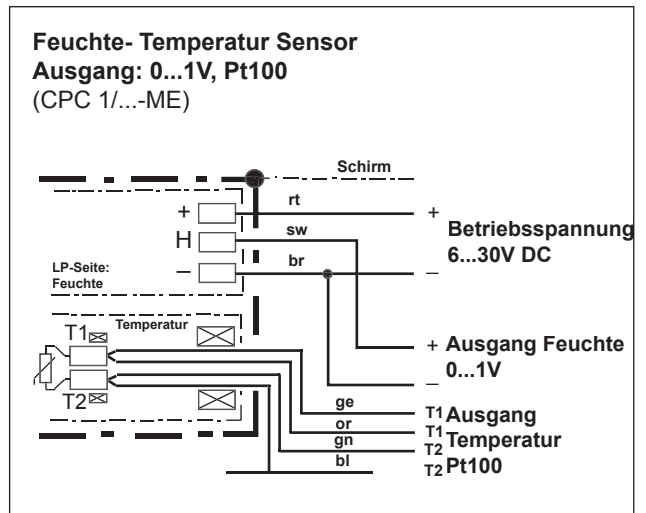 Feuchte- Temperatur Sensor
Ausgang: 0...1V, Pt100
(CPC 1/...-ME)
Schirm
+ rt +
Betriebsspannung
H sw
6...30V DC
– br –
LP-Seite:
Feuchte
T1 Temperatur
+ Ausgang Feuchte
0...1V
–
T2
ge T1 Ausgang
or T1 Temperatur
gn T2
bl T2 Pt100